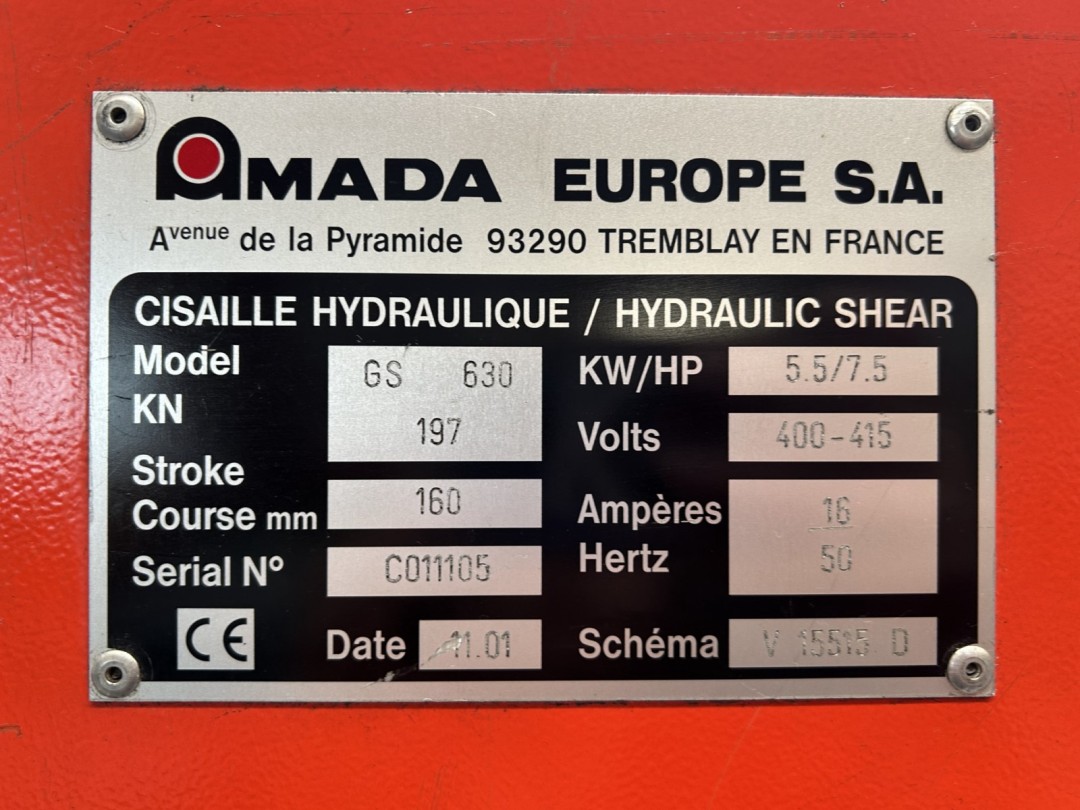 AMADA EUROPE S.A.
Avenue de la Pyramide 93290 TREMBLAY EN FRANCE
CISAILLE HYDRAULIQUE / HYDRAULIC SHEAR
Model GS 630 KW/HP 5.5/7.5
KN 197 Volts 400-415
Stroke
Course mm 160 Ampères 16
Serial N° C011105 Hertz 50
CE Date 11.01 Schéma V 15515 D